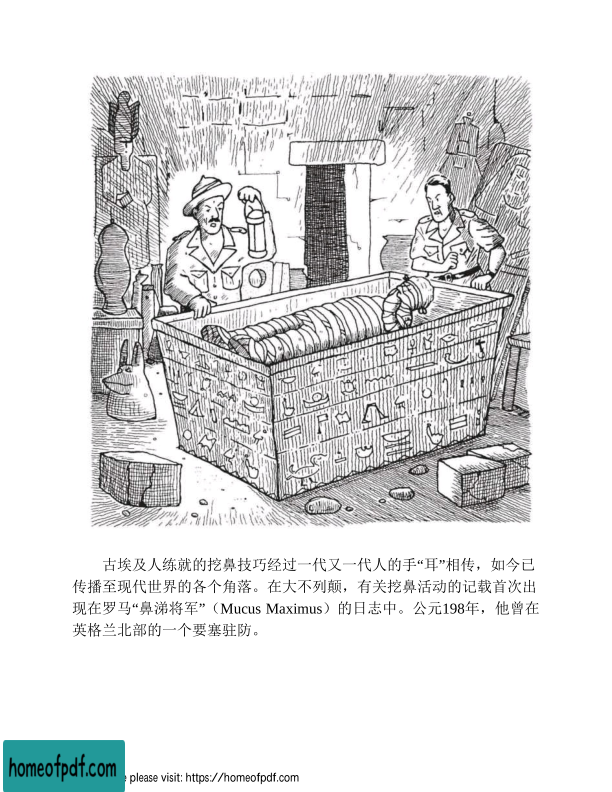 古埃及人练就的挖鼻技巧经过一代又一代人的手“耳”相传，如今已
传播至现代世界的各个角落。在大不列颠，有关挖鼻活动的记载首次出
现在罗马“鼻涕将军”（Mucus Maximus）的日志中。公元198年，他曾在
英格兰北部的一个要塞驻防。
homeofpdf.com
e please visit: https://homeofpdf.com